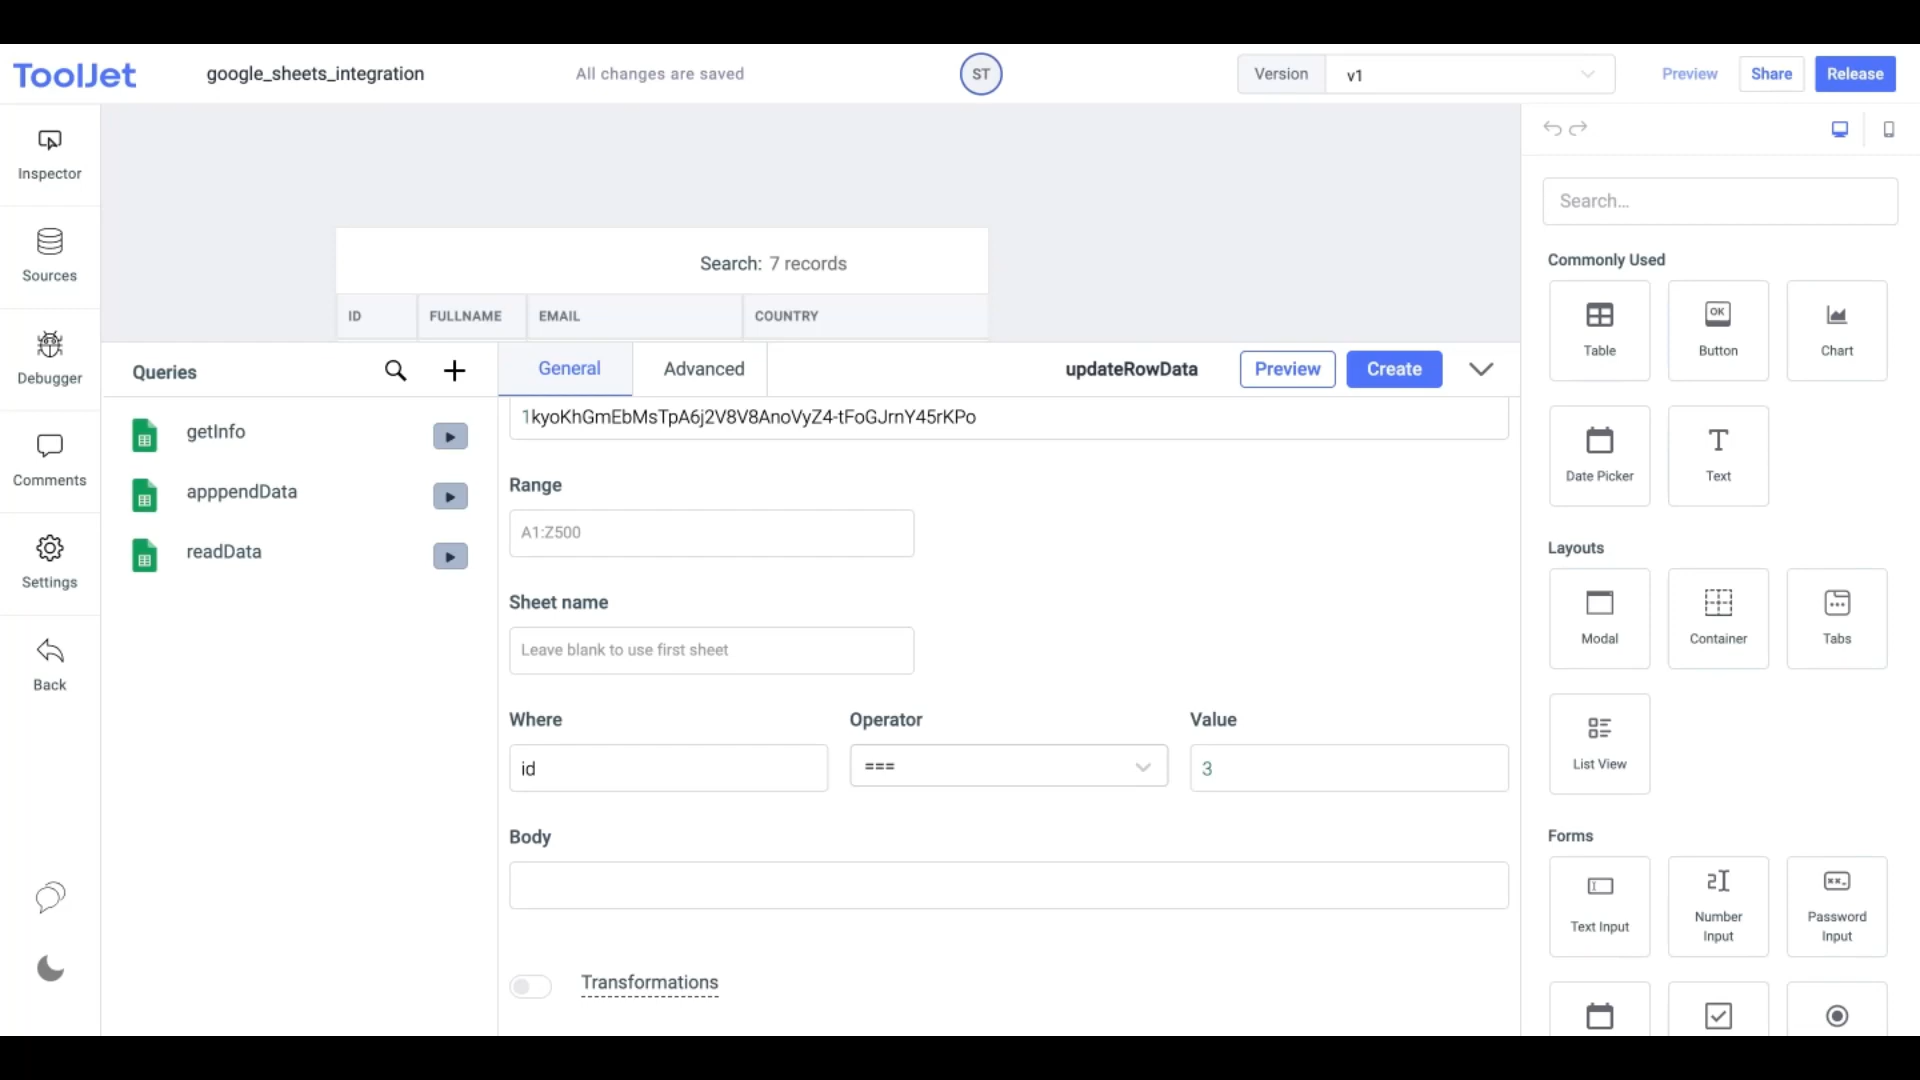 ToolJet
google_sheets_integration
All changes are saved
ST
Version
v1
Preview
Share
Release
Inspector
Sources
Debugger
Comments
Settings
Back
Search: 7 records
ID
FULLNAME
EMAIL
COUNTRY
Queries
getInfo
apppendData
readData
General
Advanced
updateRowData
Preview
Create
1kyoKhGmEbMsTpA6j2V8V8AnoVyZ4-tFoGJrnY45rKPo
Range
A1:Z500
Sheet name
Leave blank to use first sheet
Where
Operator
Value
id
===
3
Body
Transformations
Search...
Commonly Used
Table
OK
Button
Chart
Date Picker
Text
Layouts
Modal
Container
Tabs
List View
Forms
Text Input
Number
Input
Password
Input